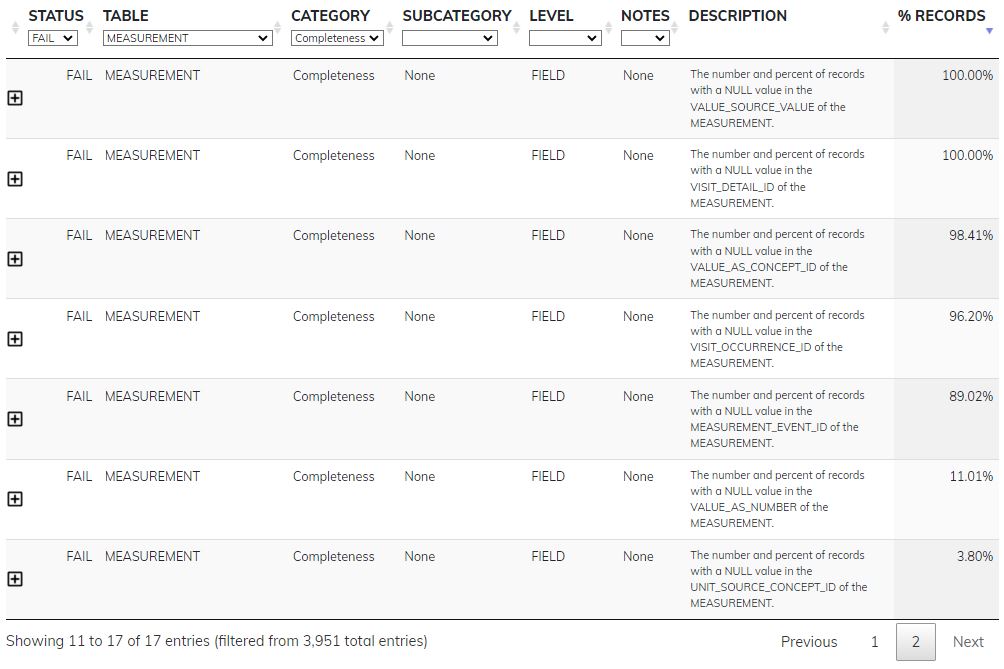 STATUS TABLE CATEGORY SUBCATEGORY LEVEL NOTES DESCRIPTION % RECORDS
FAIL MEASUREMENT Completeness
FAIL MEASUREMENT Completeness None FIELD None The number and percent of records 100.00%
with a NULL value in the
VALUE_SOURCE_VALUE of the
MEASUREMENT.
FAIL MEASUREMENT Completeness None FIELD None The number and percent of records 100.00%
with a NULL value in the
VISIT_DETAIL_ID of the
MEASUREMENT.
FAIL MEASUREMENT Completeness None FIELD None The number and percent of records 98.41%
with a NULL value in the
VALUE_AS_CONCEPT_ID of the
MEASUREMENT.
FAIL MEASUREMENT Completeness None FIELD None The number and percent of records 96.20%
with a NULL value in the
VISIT_OCCURRENCE_ID of the
MEASUREMENT.
FAIL MEASUREMENT Completeness None FIELD None The number and percent of records 89.02%
with a NULL value in the
MEASUREMENT_EVENT_ID of the
MEASUREMENT.
FAIL MEASUREMENT Completeness None FIELD None The number and percent of records 11.01%
with a NULL value in the
VALUE_AS_NUMBER of the
MEASUREMENT.
FAIL MEASUREMENT Completeness None FIELD None The number and percent of records 3.80%
with a NULL value in the
UNIT_SOURCE_CONCEPT_ID of the
MEASUREMENT.
Showing 11 to 17 of 17 entries (filtered from 3,951 total entries) Previous 1 2 Next